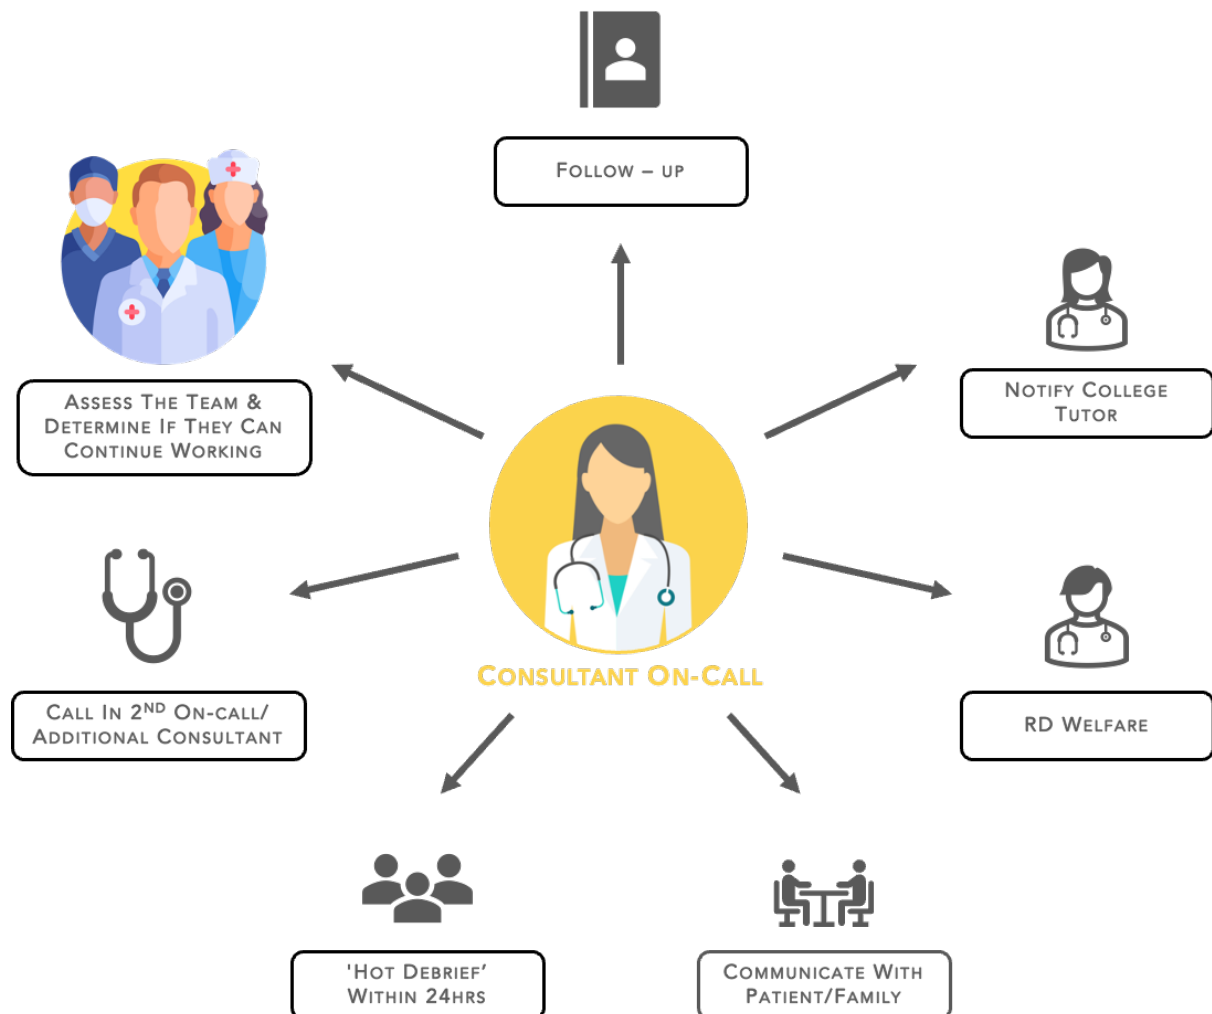 Follow – up
Notify College
Tutor
Assess The Team &
Determine If They Can
Continue Working
Consultant On-Call
Call In 2ND On-call/
Additional Consultant
RD Welfare
'Hot Debrief’
Within 24hrs
Communicate With
Patient/Family